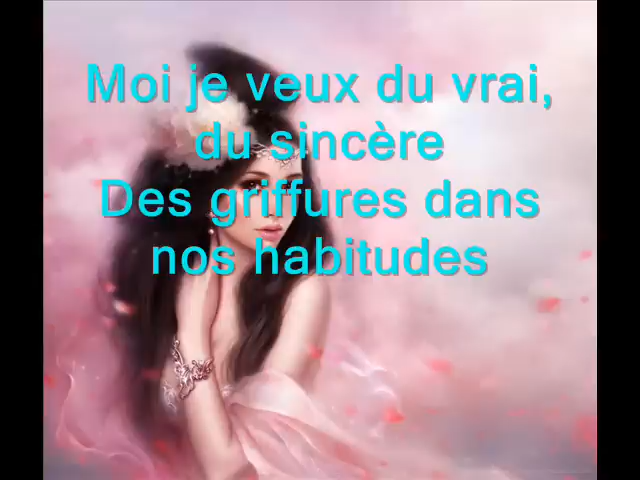 Moi je veux du vrai,
du sincère
Des griffures dans
nos habitudes